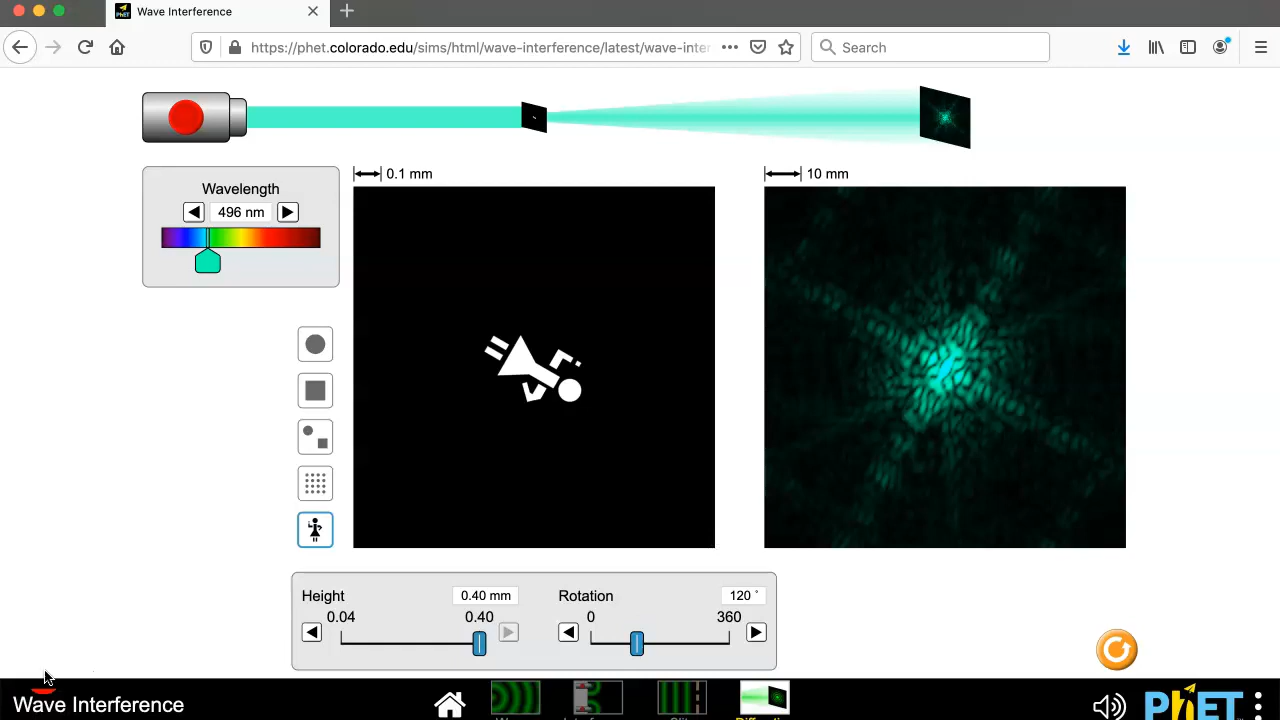 Wave Interference
https://phet.colorado.edu/sims/html/wave-interference/latest/wave-inter
Search
0.1 mm
10 mm
Wavelength
496 nm
Height
0.40 mm
Rotation
120 °
0.04
0.40
0
360
Wave Interference
PhET